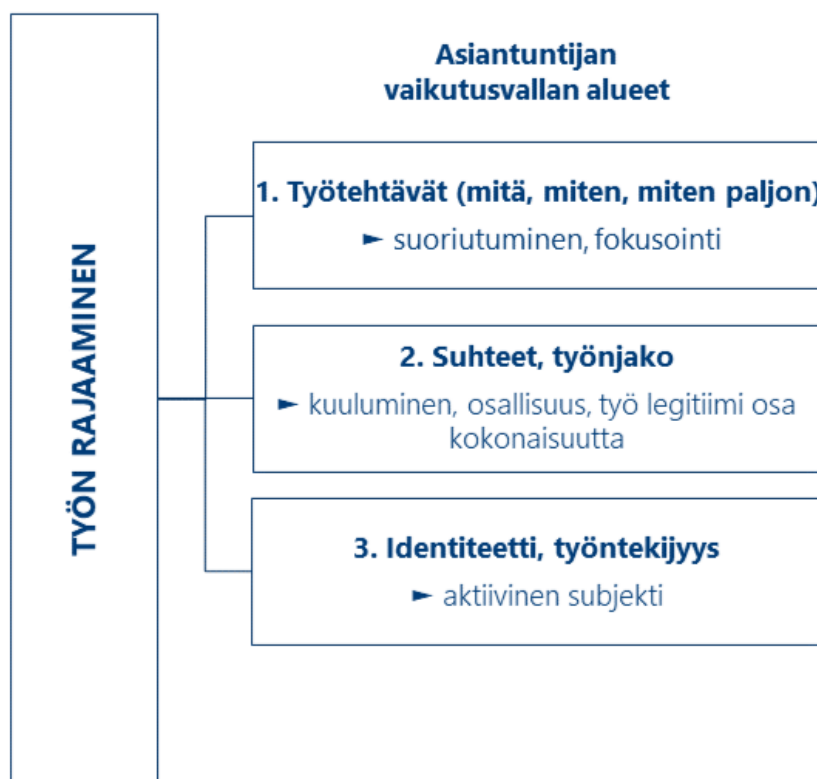 TYÖN RAJAAMINEN
Asiantuntijan
vaikutusvallan alueet
1. Työtehtävät (mitä, miten, miten paljon)
► suoriutuminen, fokusointi
2. Suhteet, työnjako
► kuuluminen, osallisuus, työ legitiimi osa
kokonaisuutta
3. Identiteetti, työntekijyys
► aktiivinen subjekti